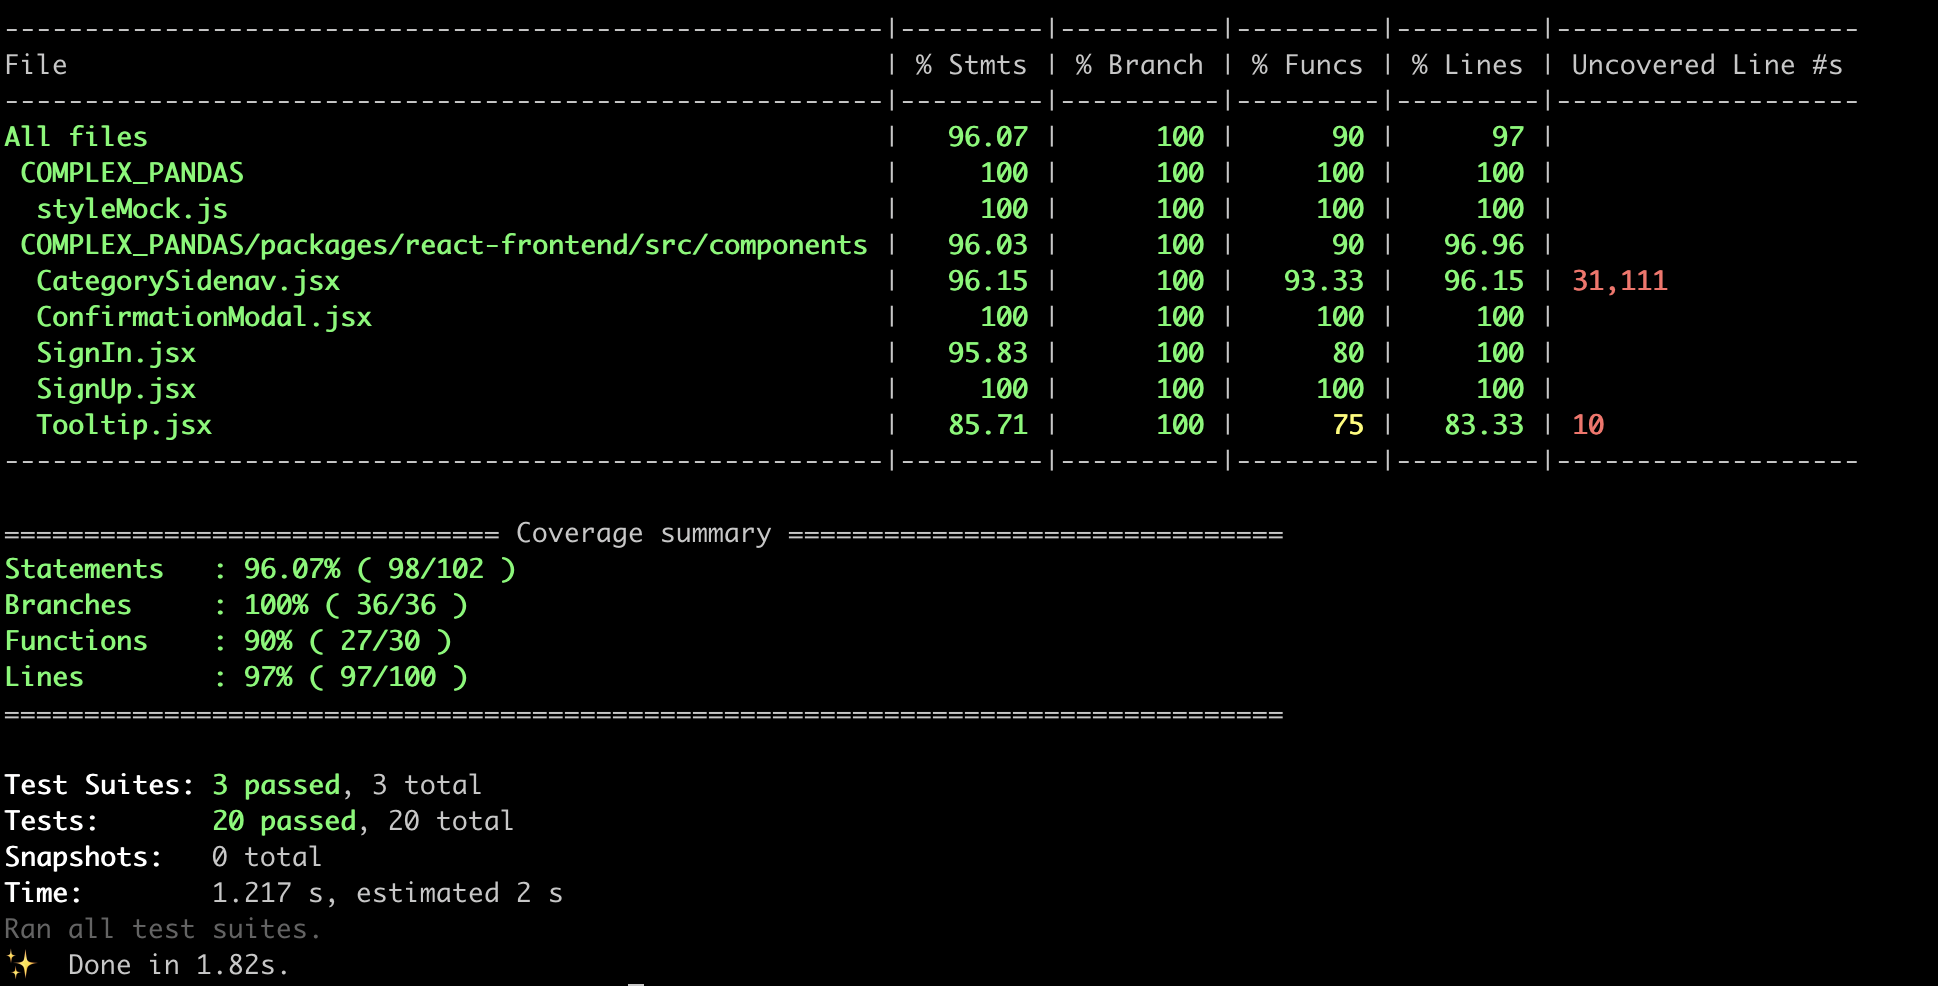 -------------------------------------------------------|---------|----------|---------|---------|-------------------
File                                                   | % Stmts | % Branch | % Funcs | % Lines | Uncovered Line #s
-------------------------------------------------------|---------|----------|---------|---------|-------------------
All files                                              |   96.07 |      100 |      90 |      97 |
 COMPLEX_PANDAS                                        |     100 |      100 |     100 |     100 |
  styleMock.js                                         |     100 |      100 |     100 |     100 |
 COMPLEX_PANDAS/packages/react-frontend/src/components |   96.03 |      100 |      90 |   96.96 |
  CategorySidenav.jsx                                  |   96.15 |      100 |   93.33 |   96.15 | 31,111
  ConfirmationModal.jsx                                |     100 |      100 |     100 |     100 |
  SignIn.jsx                                           |   95.83 |      100 |      80 |     100 |
  SignUp.jsx                                           |     100 |      100 |     100 |     100 |
  Tooltip.jsx                                          |   85.71 |      100 |      75 |   83.33 | 10
-------------------------------------------------------|---------|----------|---------|---------|-------------------
=============================== Coverage summary ===============================
Statements   : 96.07% ( 98/102 )
Branches     : 100% ( 36/36 )
Functions    : 90% ( 27/30 )
Lines        : 97% ( 97/100 )
================================================================================
Test Suites: 3 passed, 3 total
Tests:       20 passed, 20 total
Snapshots:   0 total
Time:        1.217 s, estimated 2 s
Ran all test suites.
✨  Done in 1.82s.